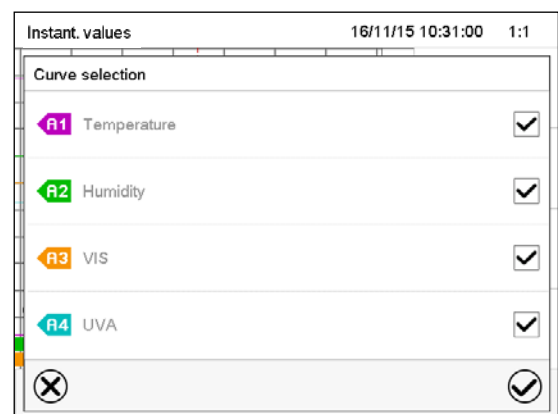 Instant. values 16/11/15 10:31:00 1:1
Curve selection
A1 Temperature
A2 Humidity
A3 VIS
A4 UVA